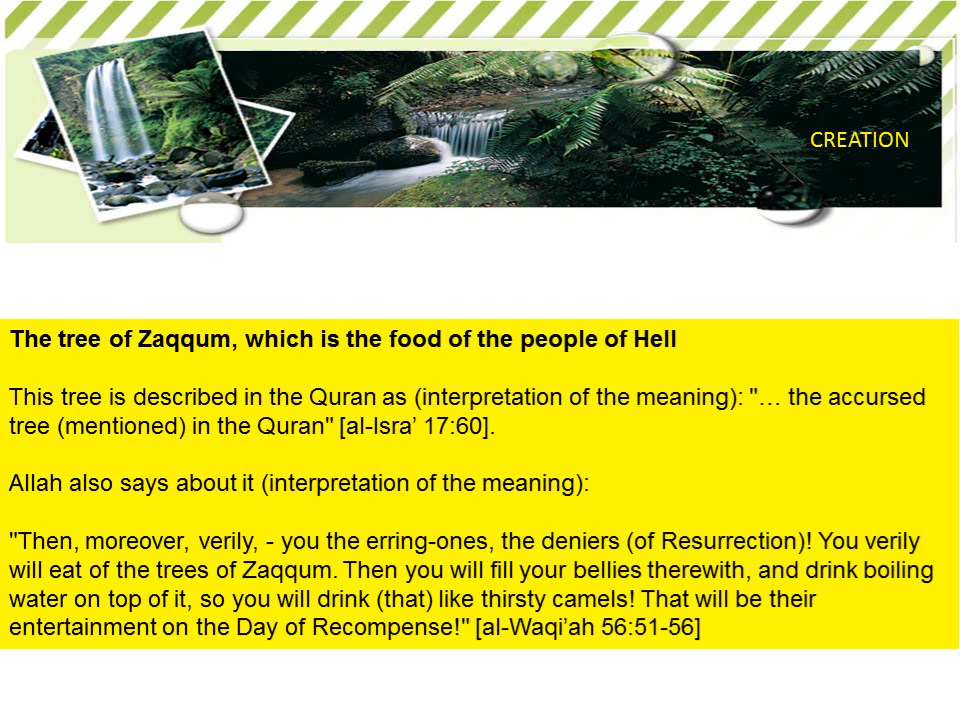 CREATION
The tree of Zaqqum, which is the food of the people of Hell
This tree is described in the Quran as (interpretation of the meaning): "… the accursed
tree (mentioned) in the Quran" [al-Isra’ 17:60].
Allah also says about it (interpretation of the meaning):
"Then, moreover, verily, - you the erring-ones, the deniers (of Resurrection)! You verily
will eat of the trees of Zaqqum. Then you will fill your bellies therewith, and drink boiling
water on top of it, so you will drink (that) like thirsty camels! That will be their
entertainment on the Day of Recompense!" [al-Waqi’ah 56:51-56]